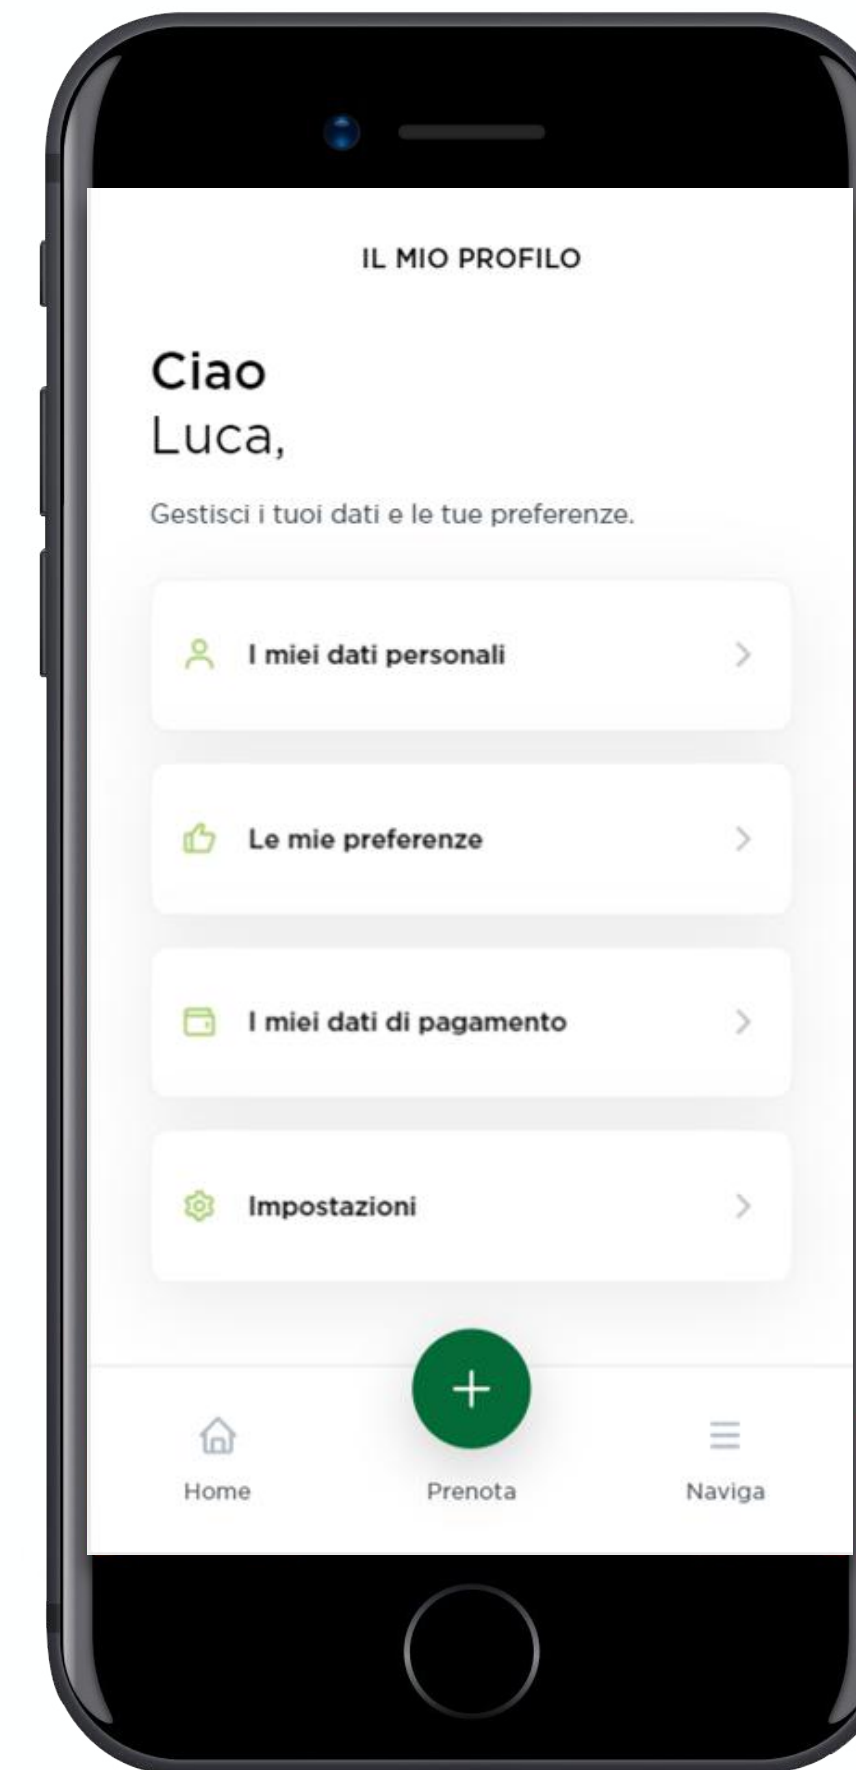 IL MIO PROFILO
Ciao
Luca,
Gestisci i tuoi dati e le tue preferenze.
I miei dati personali
Le mie preferenze
I miei dati di pagamento
Impostazioni
Home
Prenota
Naviga